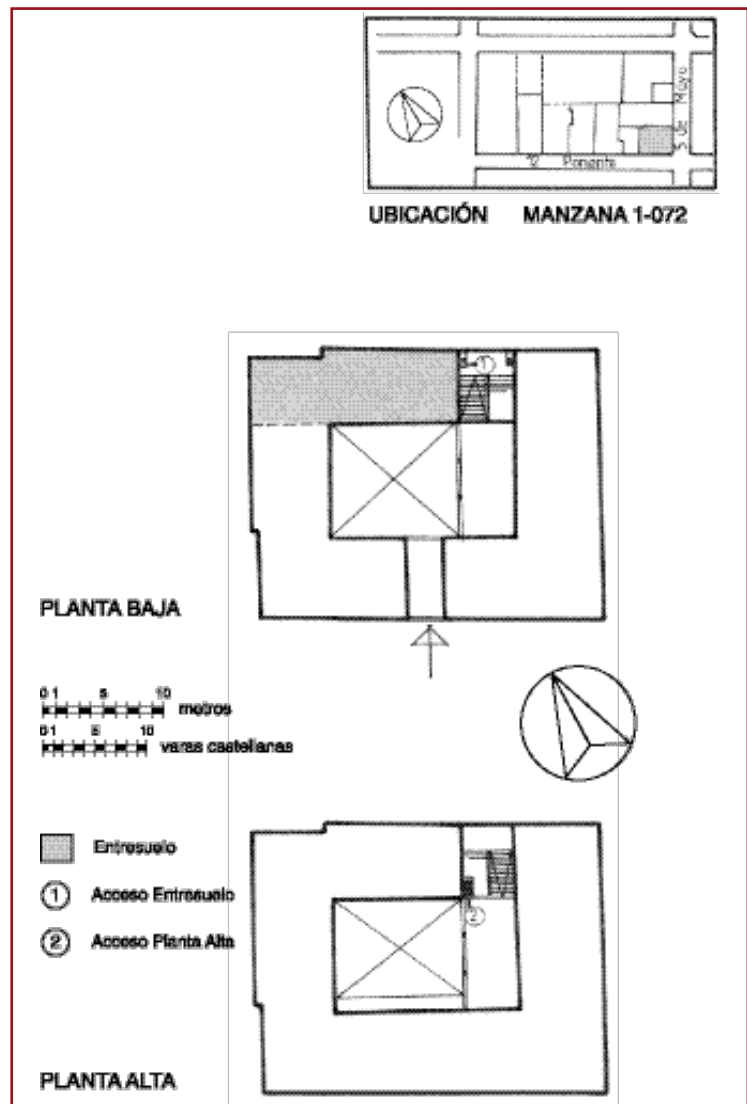 5 de Mayo
12 Poniente
UBICACIÓN MANZANA 1-072
1
PLANTA BAJA
0 1 5 10
metros
0 1 5 10
varas castellanas
Entresuelo
1 Acceso Entresuelo
2 Acceso Planta Alta
2
PLANTA ALTA